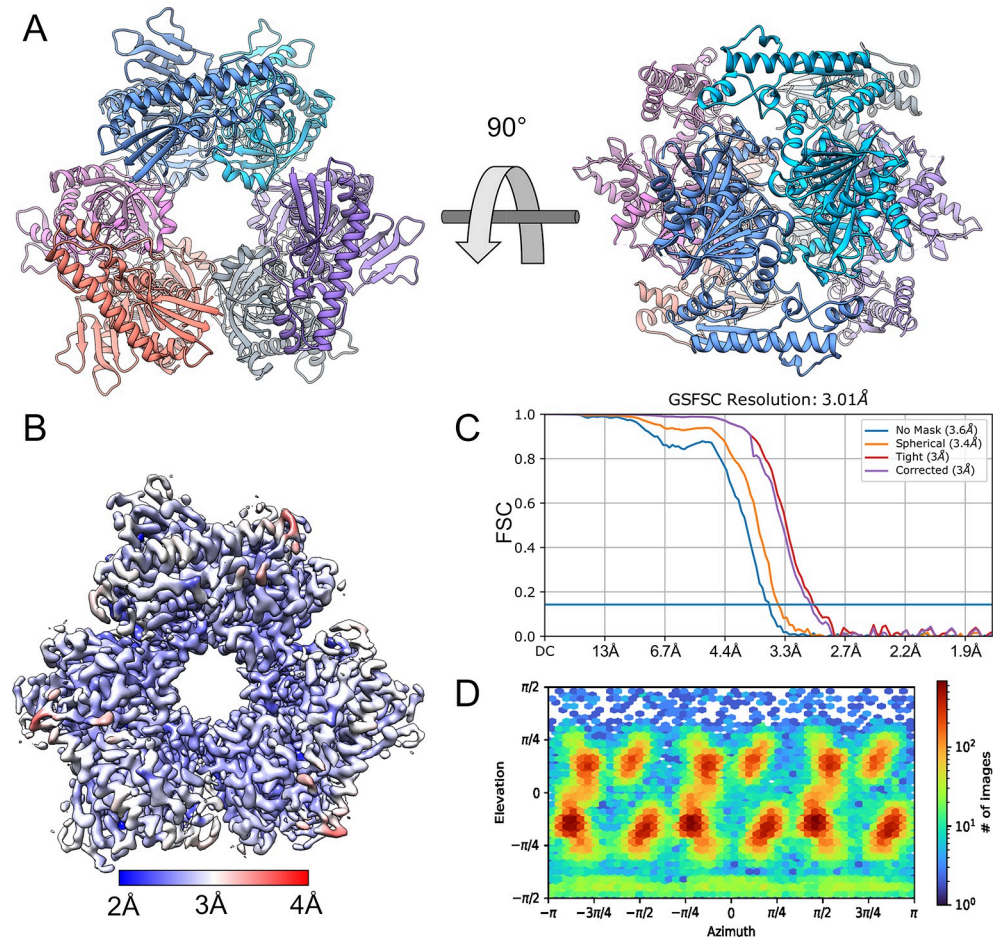 A
90°
B
2Å
3Å
4Å
C
GSFSC Resolution: 3.01Å
FSC
1.0
0.8
0.6
0.4
0.2
0.0
No Mask (3.6Å)
Spherical (3.4Å)
Tight (3Å)
Corrected (3Å)
DC
13Å
6.7Å
4.4Å
3.3Å
2.7Å
2.2Å
1.9Å
D
Elevation
π/2
π/4
0
−π/4
−π/2
−π
−3π/4
−π/2
−π/4
0
π/4
π/2
3π/4
π
Azimuth
10²
10¹
10⁰
# of images